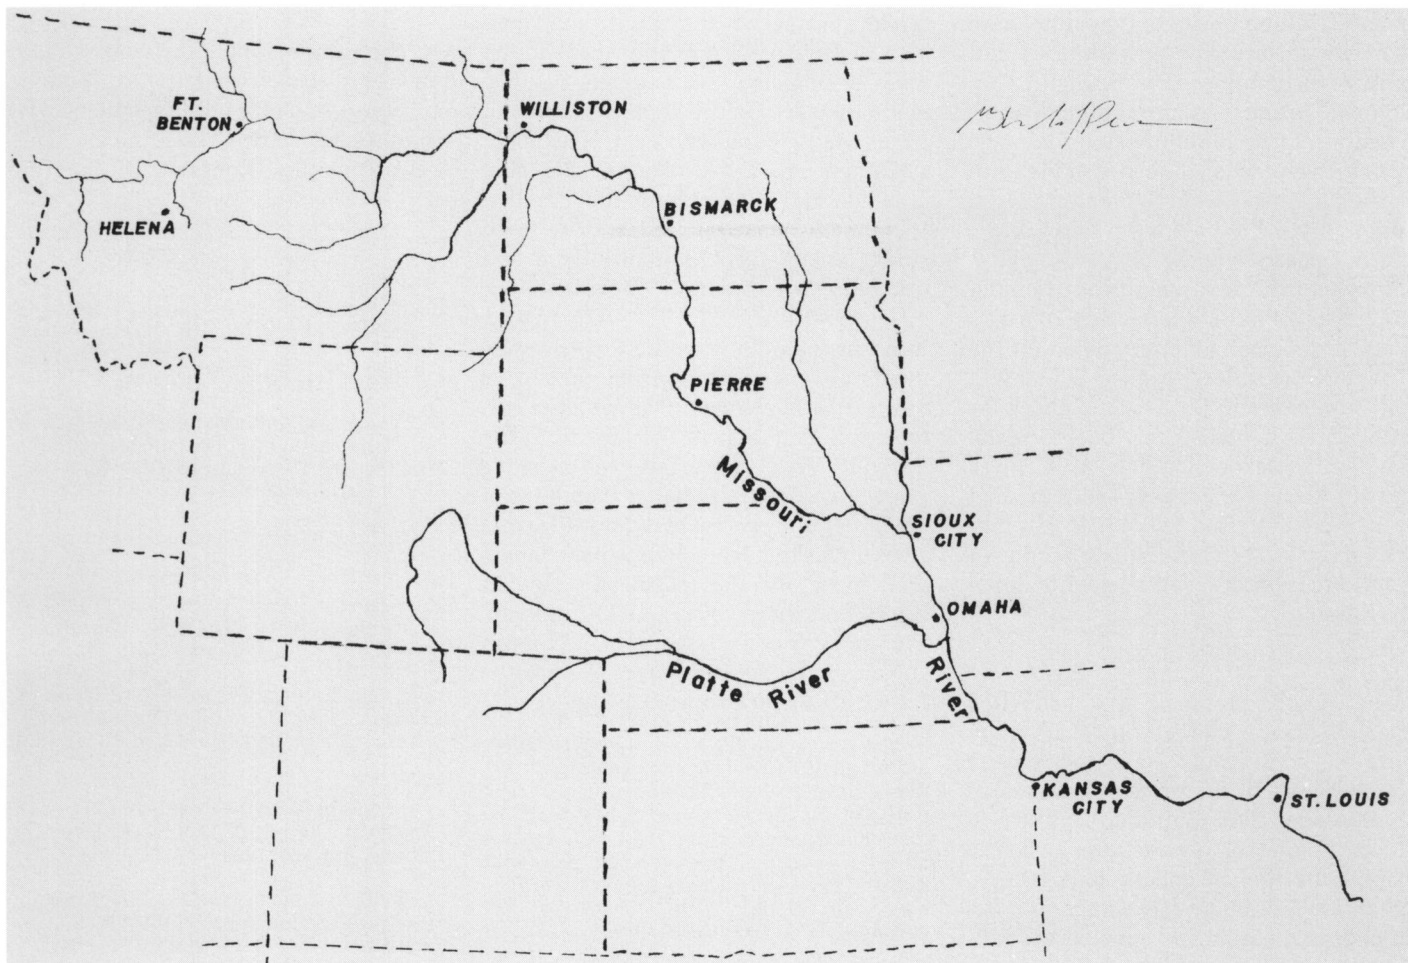 FT.
BENTON
WILLISTON
HELENA
BISMARCK
PIERRE
Missouri
SIOUX
CITY
OMAHA
Platte River
River
KANSAS
CITY
ST. LOUIS